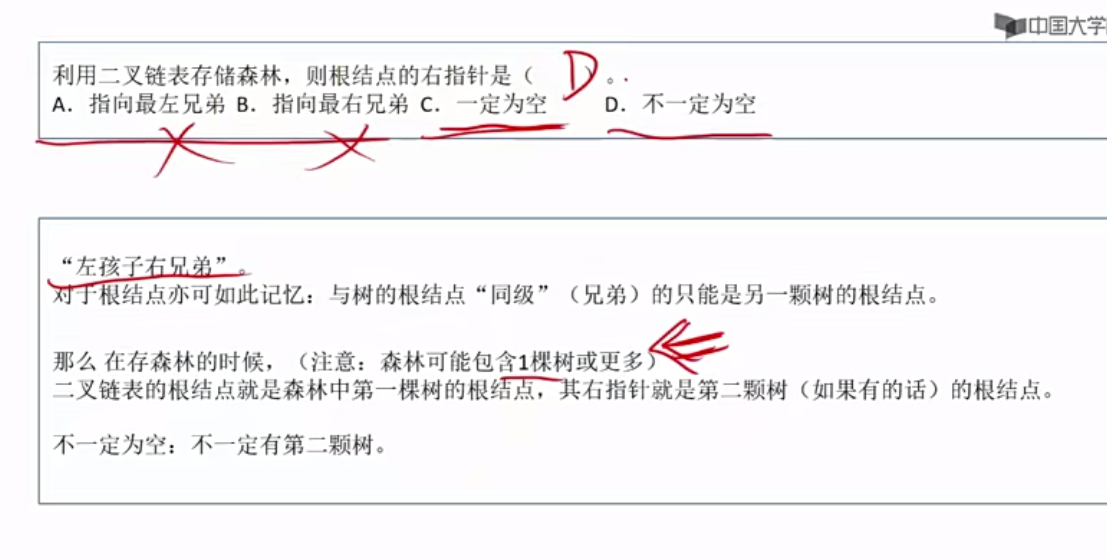 中国大学
利用二叉链表存储森林，则根结点的右指针是（ D ）。
A．指向最左兄弟 B．指向最右兄弟 C．一定为空 D．不一定为空
“左孩子右兄弟”。
对于根结点亦可如此记忆：与树的根结点“同级”（兄弟）的只能是另一颗树的根结点。
那么 在存森林的时候，（注意：森林可能包含1棵树或更多）
二叉链表的根结点就是森林中第一棵树的根结点，其右指针就是第二颗树（如果有的话）的根结点。
不一定为空：不一定有第二颗树。